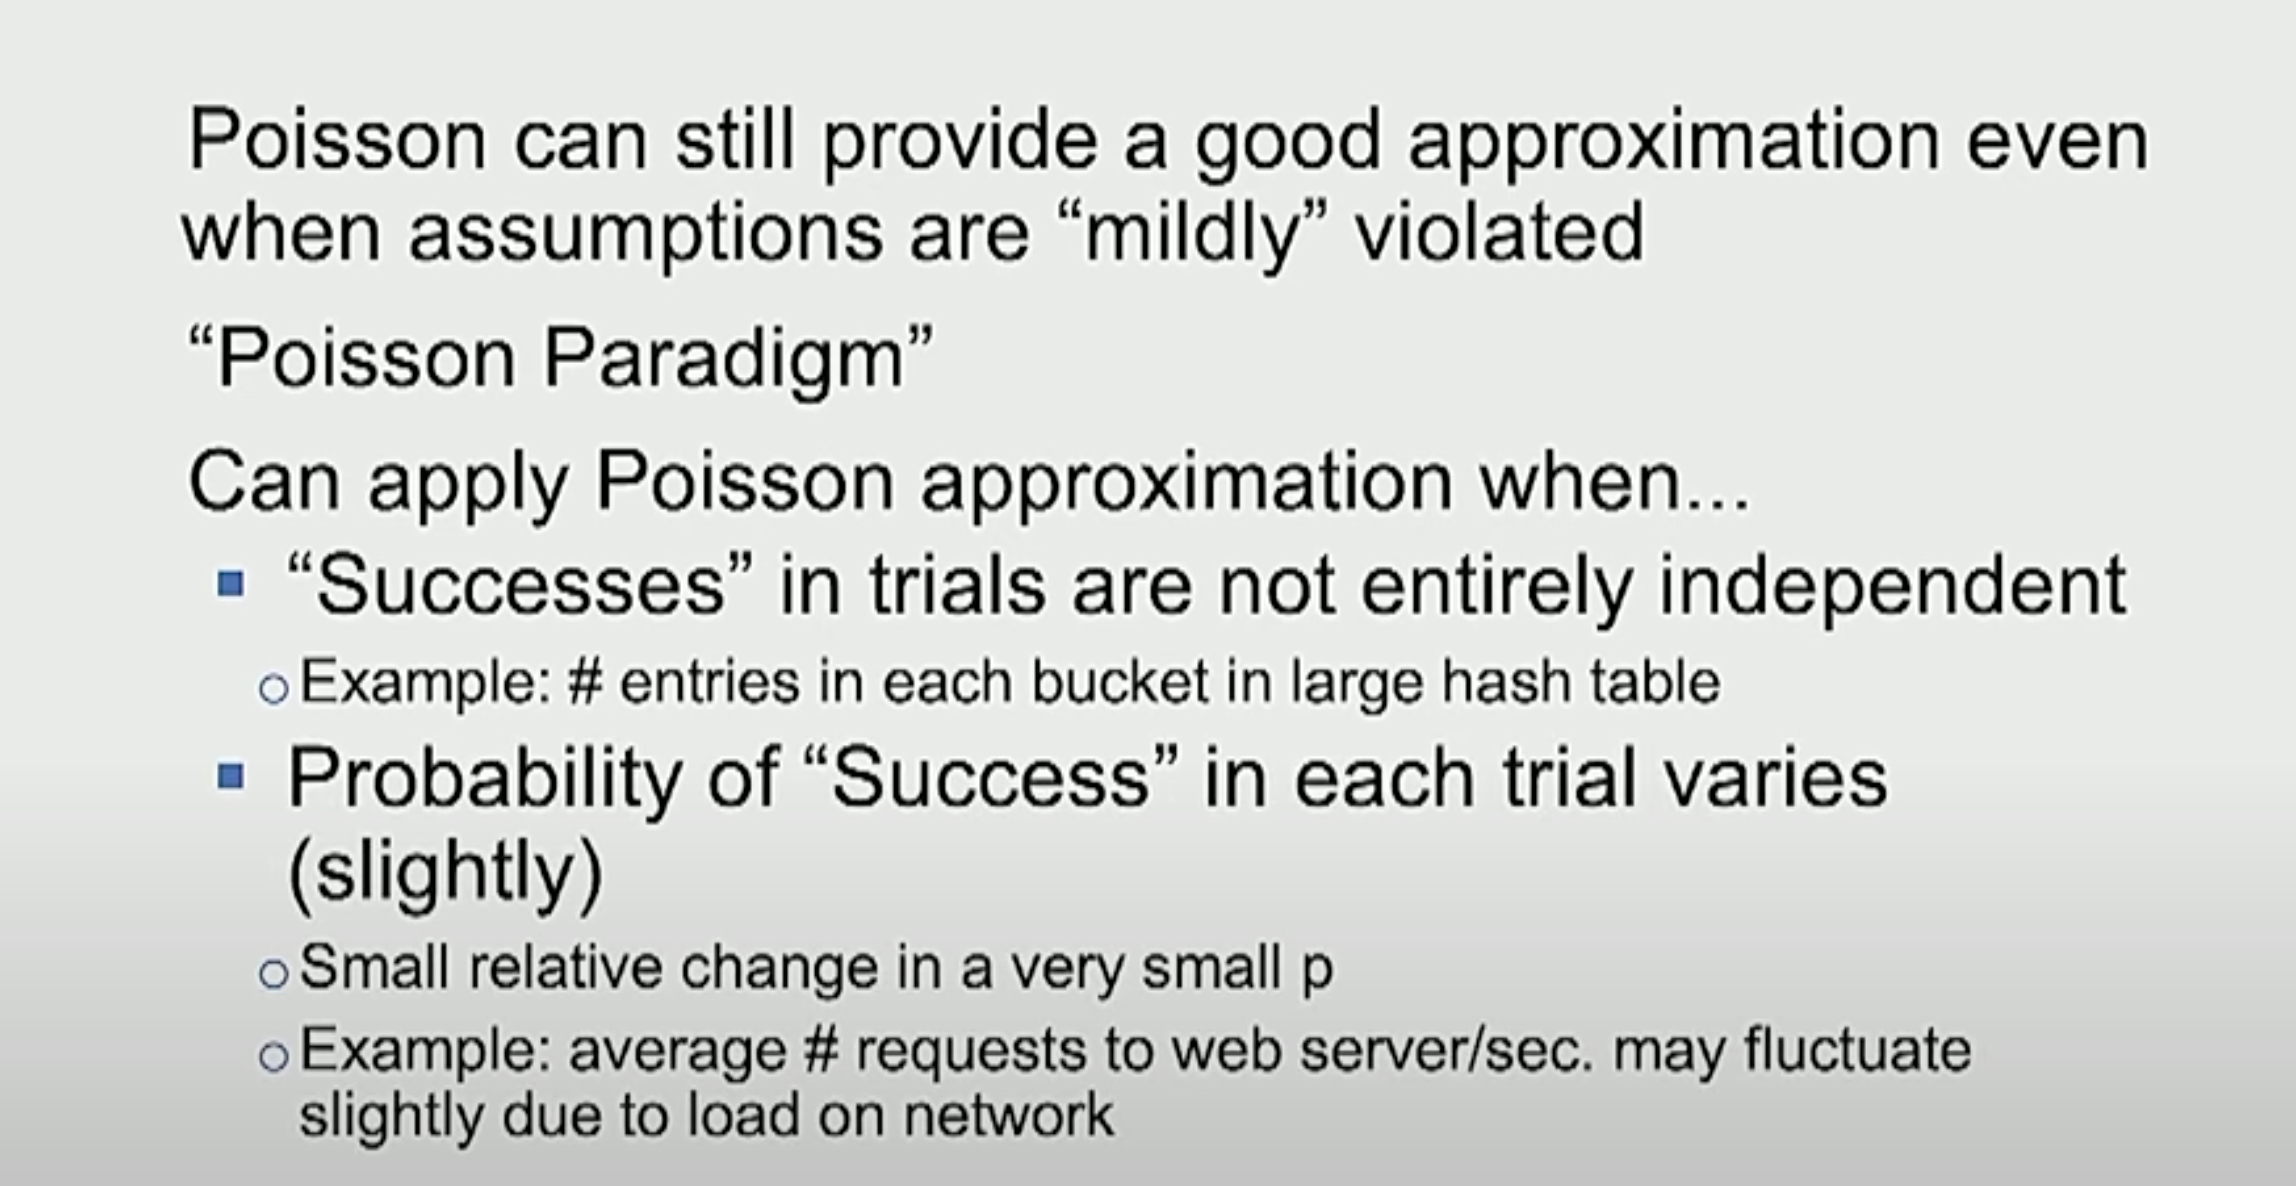 Poisson can still provide a good approximation even
when assumptions are “mildly” violated
“Poisson Paradigm”
Can apply Poisson approximation when...
▪ “Successes” in trials are not entirely independent
○ Example: # entries in each bucket in large hash table
▪ Probability of “Success” in each trial varies
(slightly)
○ Small relative change in a very small p
○ Example: average # requests to web server/sec. may fluctuate
slightly due to load on network